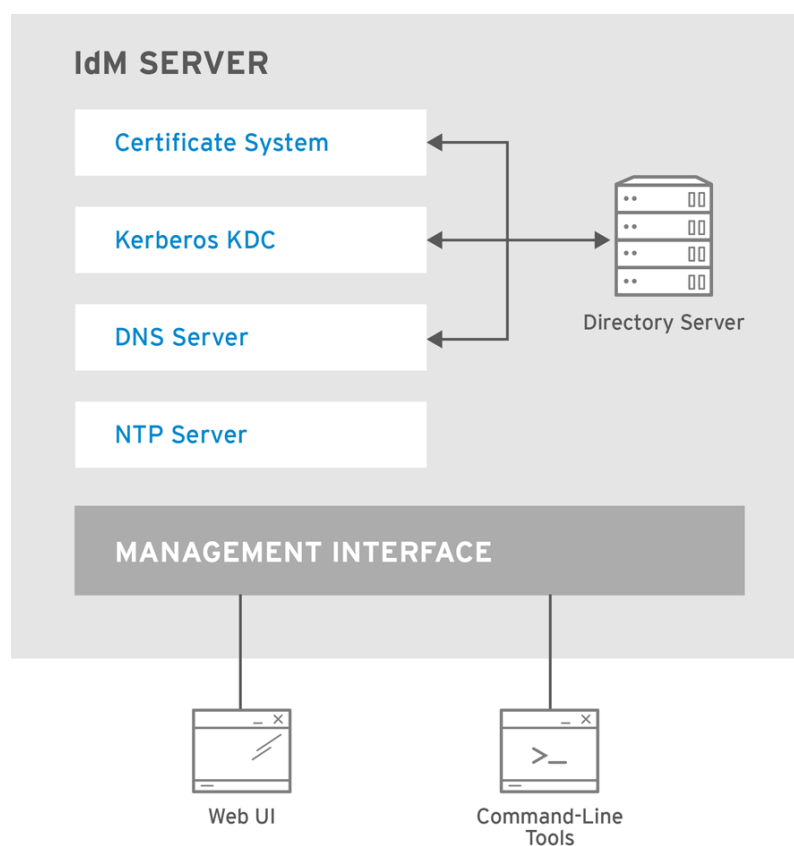 IdM SERVER
Certificate System
Kerberos KDC
DNS Server
NTP Server
Directory Server
MANAGEMENT INTERFACE
>_
Web UI
Command-Line
Tools